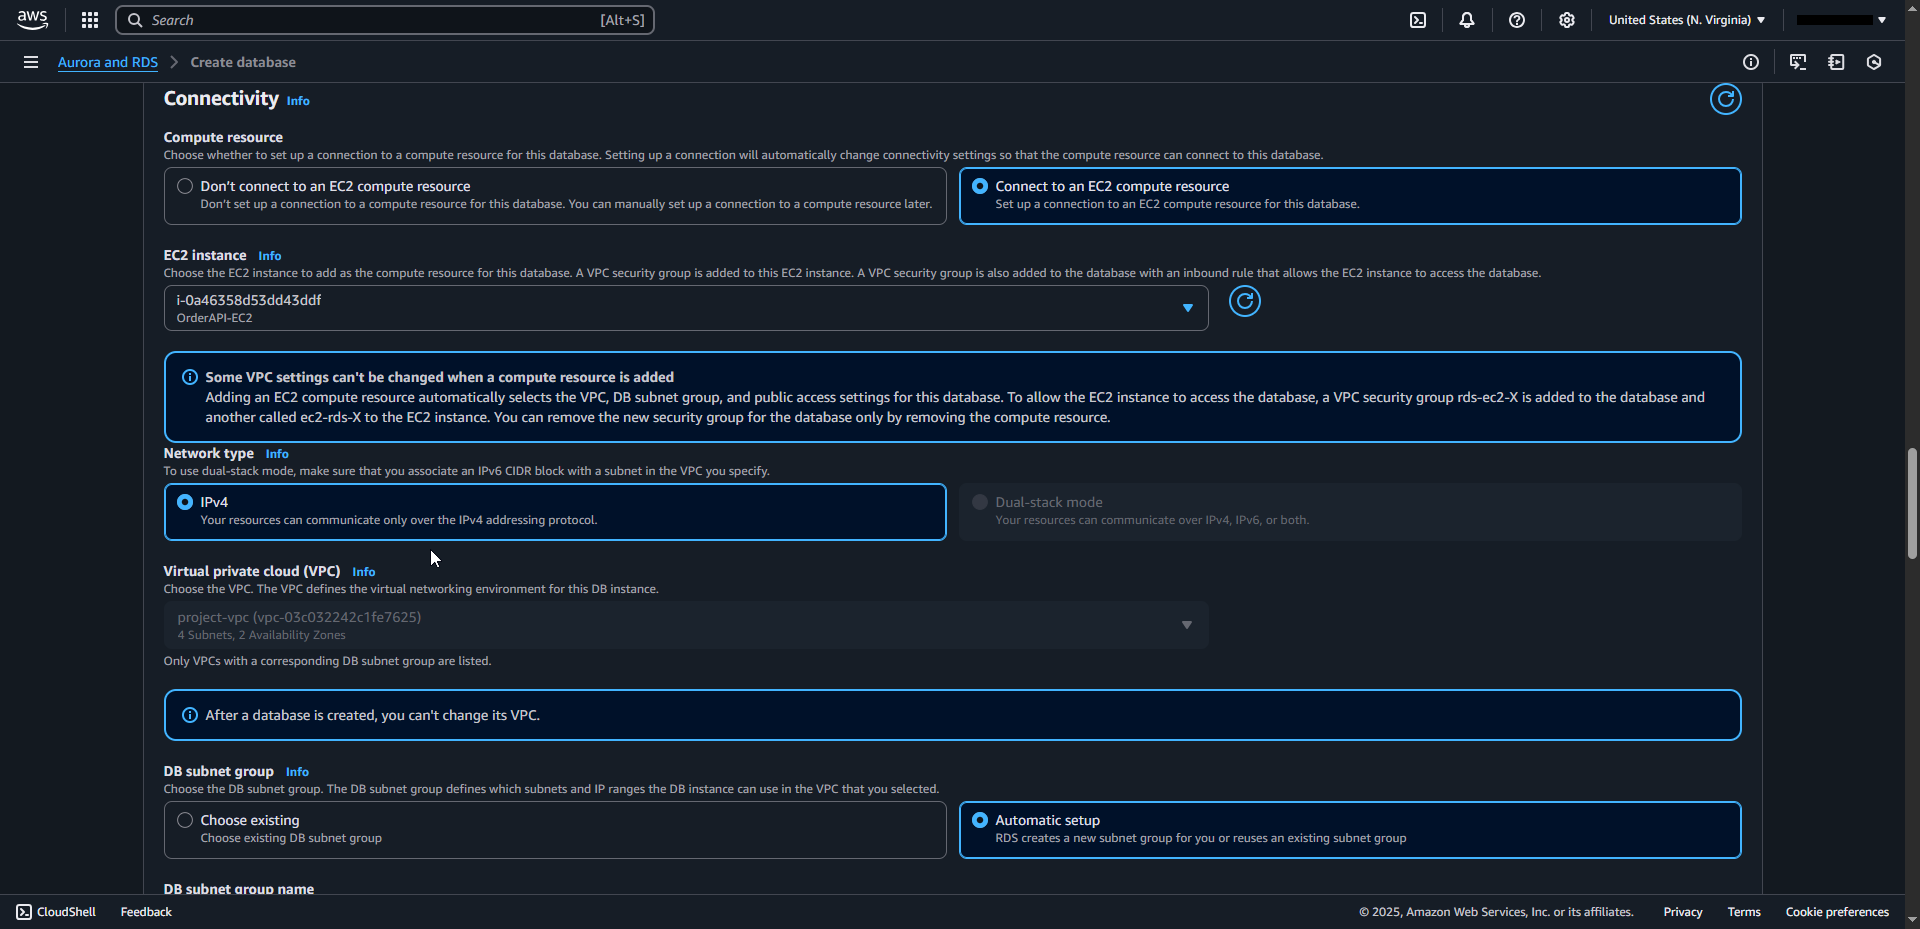 aws
Search [Alt+S]
United States (N. Virginia)
Aurora and RDS
Create database
Connectivity Info
Compute resource
Choose whether to set up a connection to a compute resource for this database. Setting up a connection will automatically change connectivity settings so that the compute resource can connect to this database.
Don't connect to an EC2 compute resource
Don't set up a connection to a compute resource for this database. You can manually set up a connection to a compute resource later.
Connect to an EC2 compute resource
Set up a connection to an EC2 compute resource for this database.
EC2 instance Info
Choose the EC2 instance to add as the compute resource for this database. A VPC security group is added to this EC2 instance. A VPC security group is also added to the database with an inbound rule that allows the EC2 instance to access the database.
i-0a46358d53dd43ddf
OrderAPI-EC2
Some VPC settings can't be changed when a compute resource is added
Adding an EC2 compute resource automatically selects the VPC, DB subnet group, and public access settings for this database. To allow the EC2 instance to access the database, a VPC security group rds-ec2-X is added to the database and
another called ec2-rds-X to the EC2 instance. You can remove the new security group for the database only by removing the compute resource.
Network type Info
To use dual-stack mode, make sure that you associate an IPv6 CIDR block with a subnet in the VPC you specify.
IPv4
Your resources can communicate only over the IPv4 addressing protocol.
Dual-stack mode
Your resources can communicate over IPv4, IPv6, or both.
Virtual private cloud (VPC) Info
Choose the VPC. The VPC defines the virtual networking environment for this DB instance.
project-vpc (vpc-03c032242c1fe7625)
4 Subnets, 2 Availability Zones
Only VPCs with a corresponding DB subnet group are listed.
After a database is created, you can't change its VPC.
DB subnet group Info
Choose the DB subnet group. The DB subnet group defines which subnets and IP ranges the DB instance can use in the VPC that you selected.
Choose existing
Choose existing DB subnet group
Automatic setup
RDS creates a new subnet group for you or reuses an existing subnet group
DB subnet group name
CloudShell
Feedback
© 2025, Amazon Web Services, Inc. or its affiliates.
Privacy
Terms
Cookie preferences